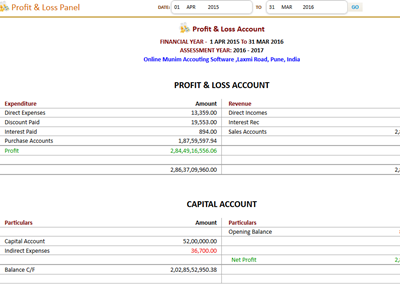 Profit & Loss Panel
DATE: 01 APR 2015 TO 31 MAR 2016 GO
Profit & Loss Account
FINANCIAL YEAR - 1 APR 2015 To 31 MAR 2016
ASSESSMENT YEAR: 2016 - 2017
Online Munim Accouting Software ,Laxmi Road, Pune, India
PROFIT & LOSS ACCOUNT
Expenditure Amount Revenue
Direct Expenses 13,359.00 Direct Incomes
Discount Paid 19,553.00 Interest Rec
Interest Paid 894.00 Sales Accounts 2,
Purchase Accounts 1,87,59,597.94
Profit 2,84,49,16,556.06
2,86,37,09,960.00 2,
CAPITAL ACCOUNT
Particulars Amount Particulars
Opening Balance
Capital Account 52,00,000.00
Indirect Expenses 36,700.00
Net Profit 2,
Balance C/F 2,02,85,52,950.38